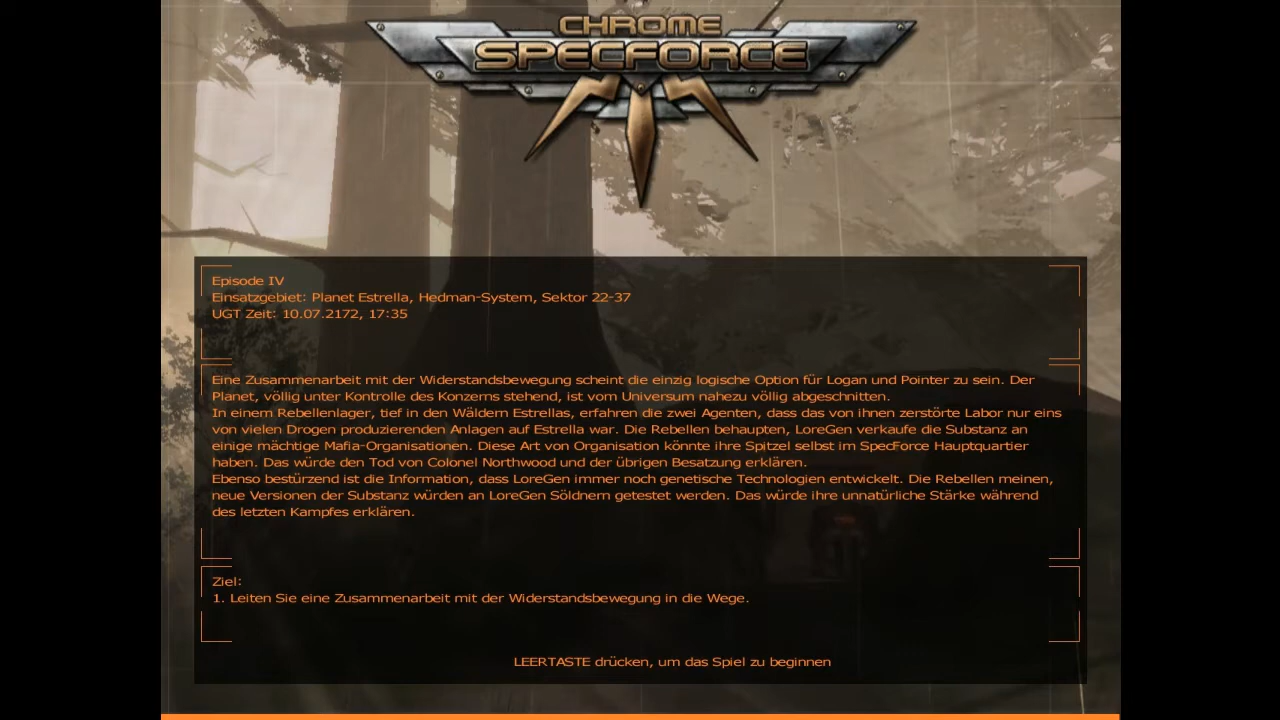 CHROME
SPECFORCE
Episode IV
Einsatzgebiet: Planet Estrella, Hedman-System, Sektor 22-37
UGT Zeit: 10.07.2172, 17:35
Eine Zusammenarbeit mit der Widerstandsbewegung scheint die einzig logische Option für Logan und Pointer zu sein. Der
Planet, völlig unter Kontrolle des Konzerns stehend, ist vom Universum nahezu völlig abgeschnitten.
In einem Rebellenlager, tief in den Wäldern Estrellas, erfahren die zwei Agenten, dass das von ihnen zerstörte Labor nur eins
von vielen Drogen produzierenden Anlagen auf Estrella war. Die Rebellen behaupten, LoreGen verkaufe die Substanz an
einige mächtige Mafia-Organisationen. Diese Art von Organisation könnte ihre Spitzel selbst im SpecForce Hauptquartier
haben. Das würde den Tod von Colonel Northwood und der übrigen Besatzung erklären.
Ebenso bestürzend ist die Information, dass LoreGen immer noch genetische Technologien entwickelt. Die Rebellen meinen,
neue Versionen der Substanz würden an LoreGen Söldnern getestet werden. Das würde ihre unnatürliche Stärke während
des letzten Kampfes erklären.
Ziel:
1. Leiten Sie eine Zusammenarbeit mit der Widerstandsbewegung in die Wege.
LEERTASTE drücken, um das Spiel zu beginnen